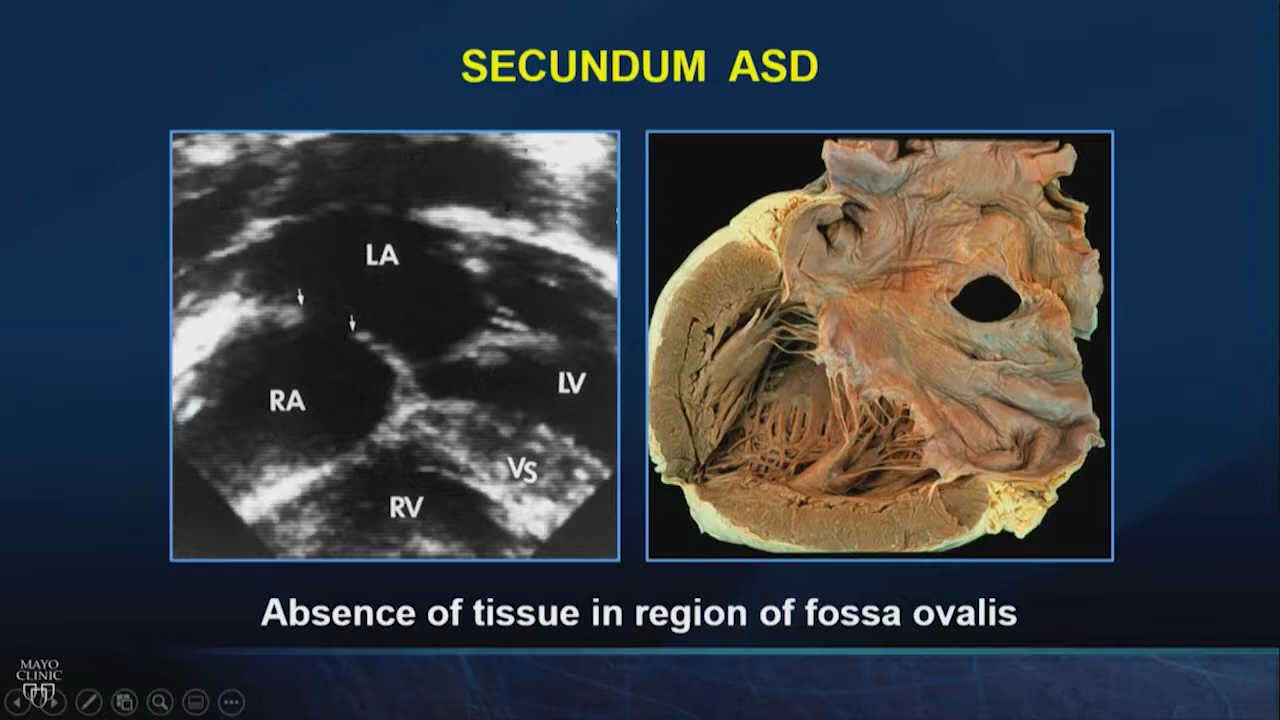 SECUNDUM ASD
LA
RA
LV
VS
RV
Absence of tissue in region of fossa ovalis
MAYO
CLINIC